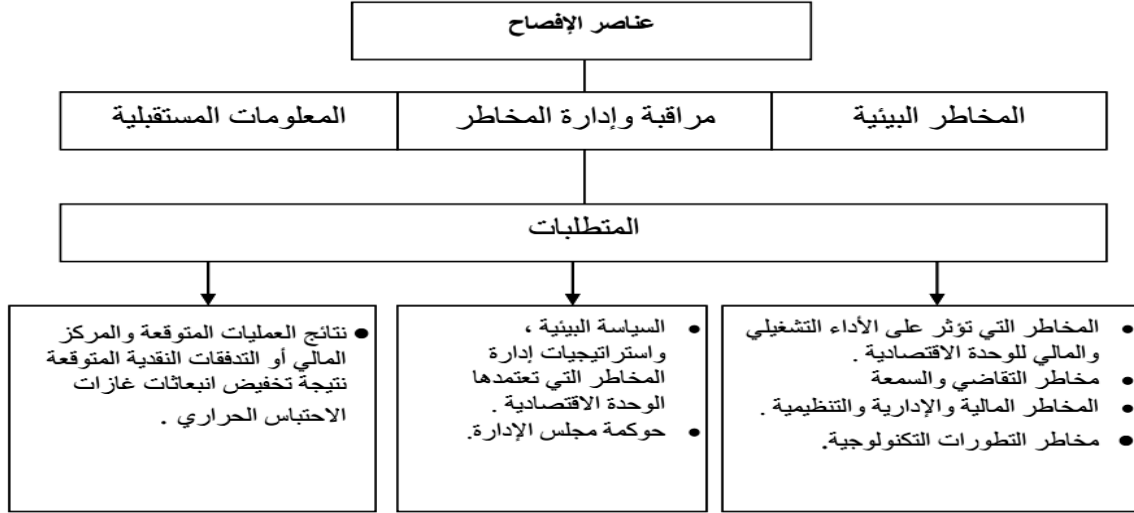 عناصر الإفصاح
المخاطر البيئية
مراقبة وإدارة المخاطر
المعلومات المستقبلية
المتطلبات
● المخاطر التي تؤثر على الأداء التشغيلي
والمالي للوحدة الاقتصادية .
● مخاطر التقاضي والسمعة
● المخاطر المالية والإدارية والتنظيمية .
● مخاطر التطورات التكنولوجية.
● السياسة البيئية ،
واستراتيجيات إدارة
المخاطر التي تعتمدها
الوحدة الاقتصادية .
● حوكمة مجلس الإدارة.
● نتائج العمليات المتوقعة والمركز
المالي أو التدفقات النقدية المتوقعة
نتيجة تخفيض انبعاثات غازات
الاحتباس الحراري .